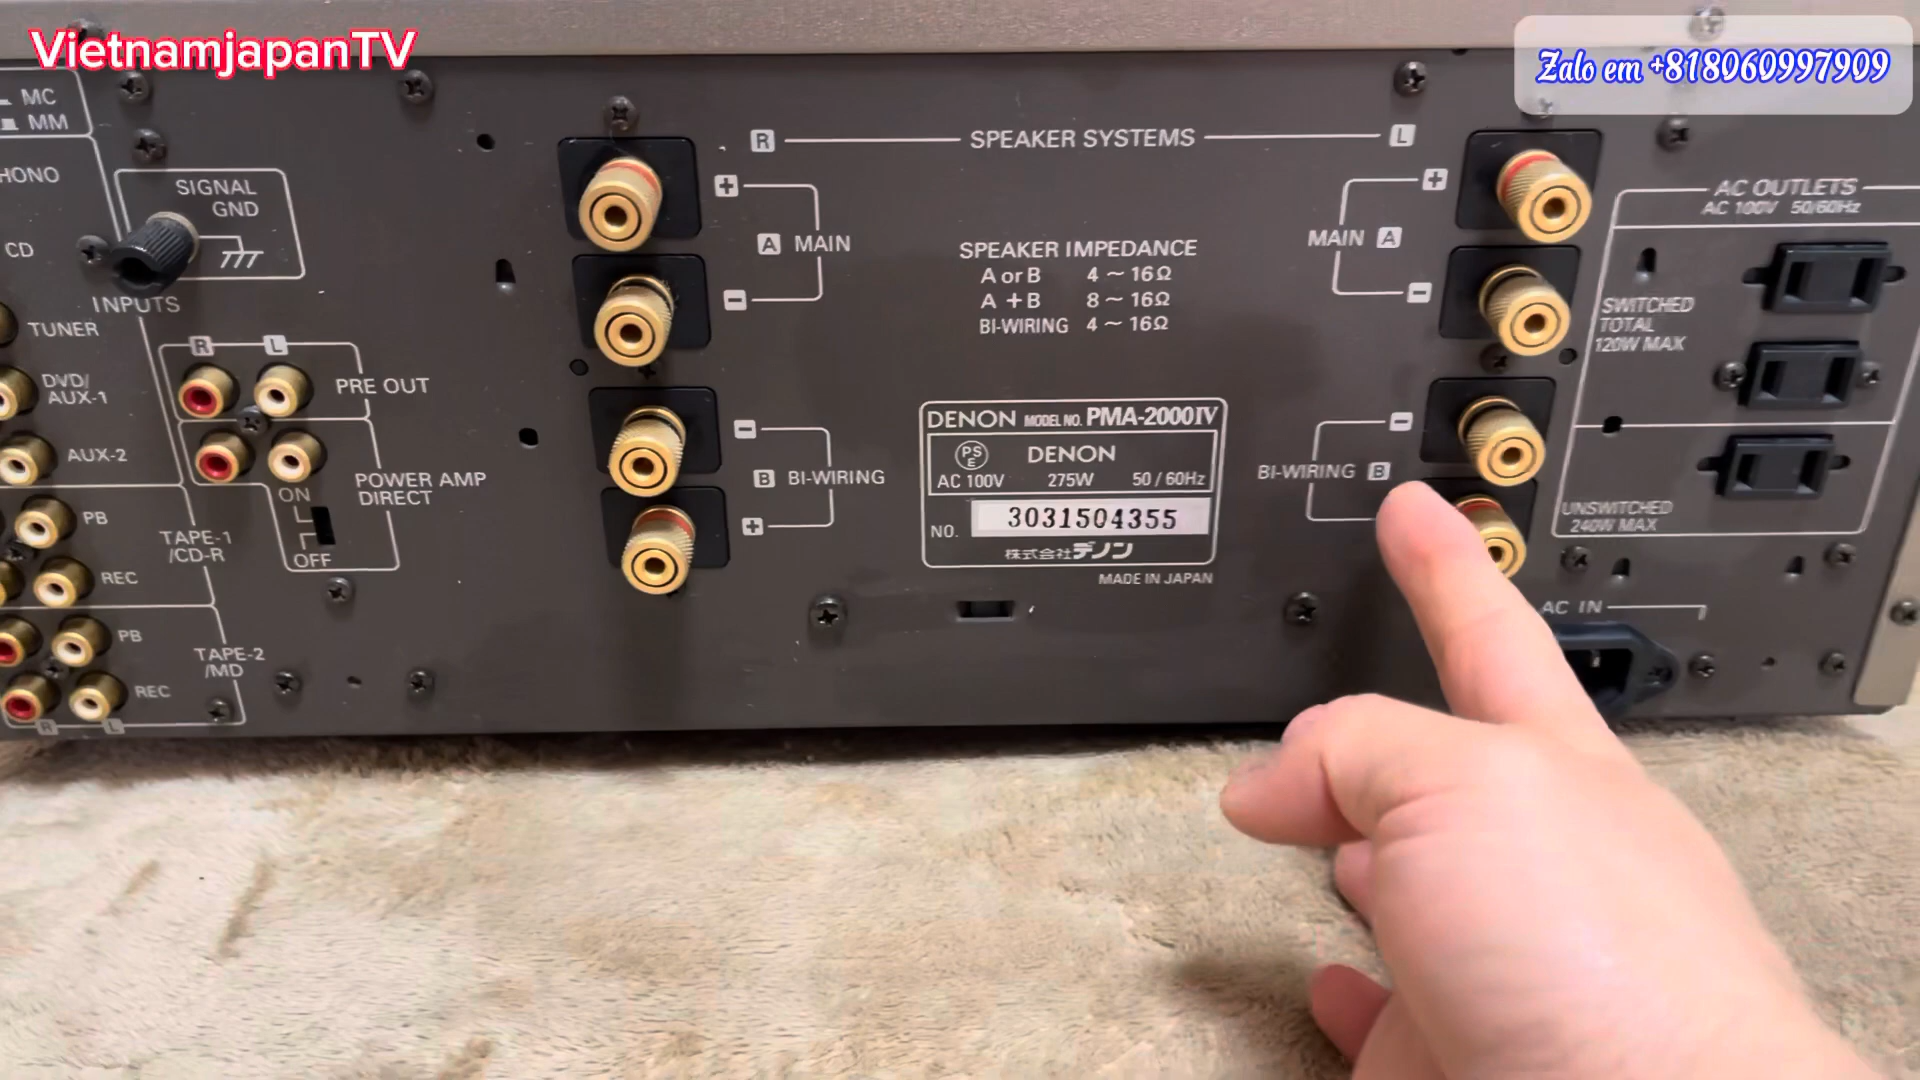 VietnamjapanTV
Zalo em +818060997909
MC
MM
SIGNAL
GND
CD
INPUTS
TUNER
DVD/
AUX-1
AUX-2
R L
PRE OUT
POWER AMP
DIRECT
ON
OFF
PB
TAPE-1
/CD-R
REC
PB
TAPE-2
/MD
REC
R L
R SPEAKER SYSTEMS L
+
A MAIN
−
−
B BI-WIRING
+
SPEAKER IMPEDANCE
A or B 4 ~ 16Ω
A + B 8 ~ 16Ω
BI-WIRING 4 ~ 16Ω
DENON MODEL NO. PMA-2000IV
PS
E
DENON
AC 100V 275W 50 / 60Hz
NO. 3031504355
株式会社デノン
MADE IN JAPAN
+
MAIN A
−
−
BI-WIRING B
AC OUTLETS
AC 100V 50/60Hz
SWITCHED
TOTAL
120W MAX
UNSWITCHED
240W MAX
AC IN